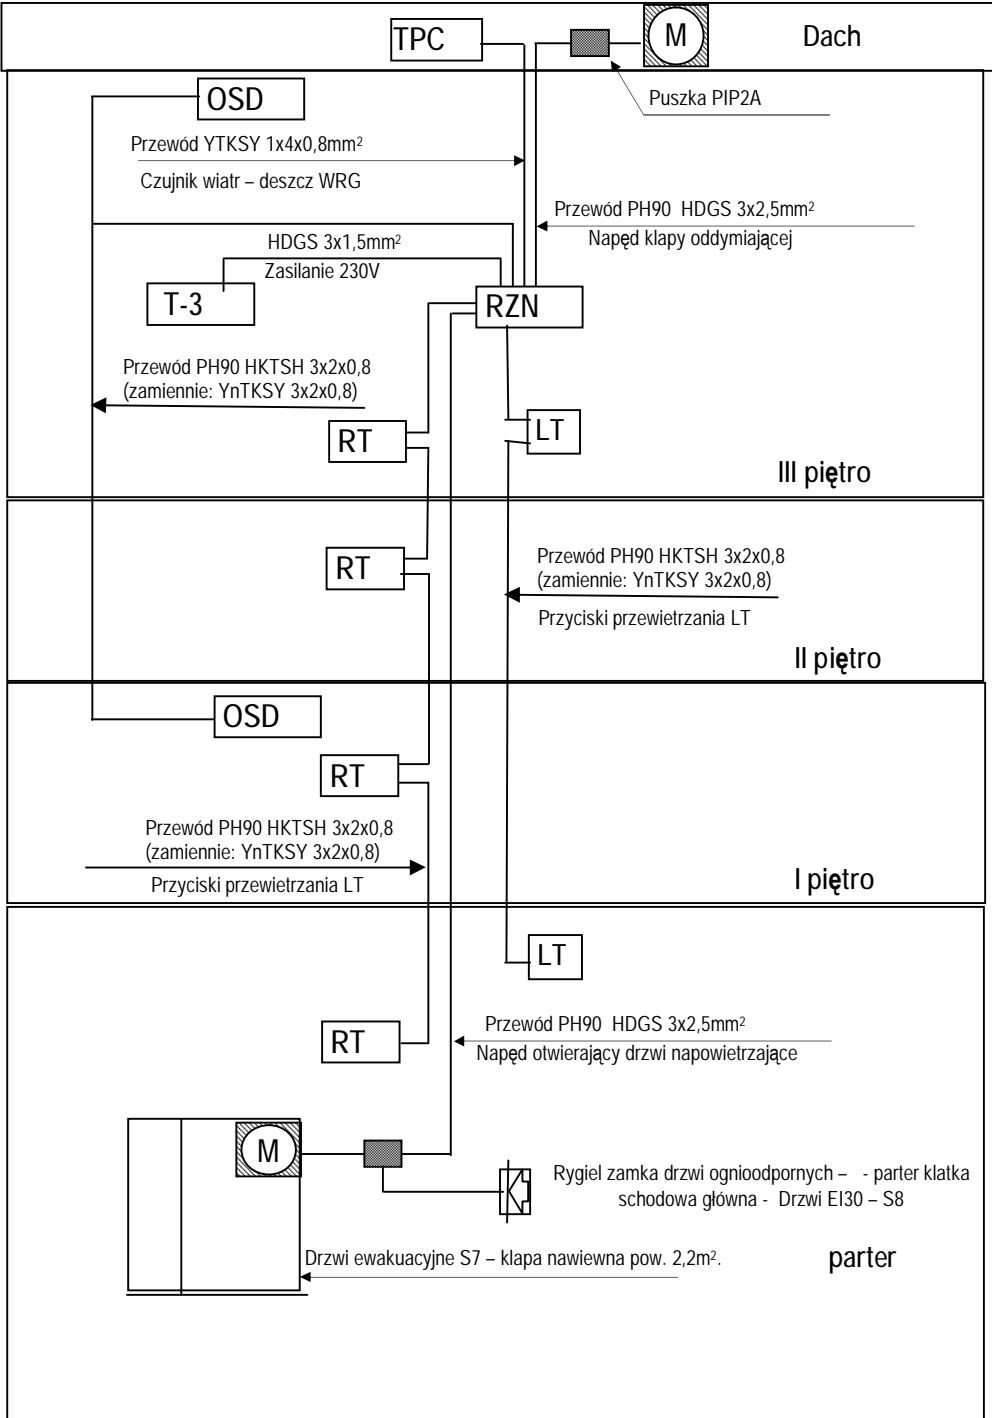 TPC
M
Dach
OSD
Puszka PIP2A
Przewód YTKSY 1x4x0,8mm²
Czujnik wiatr – deszcz WRG
Przewód PH90 HDGS 3x2,5mm²
Napęd klapy oddymiającej
HDGS 3x1,5mm²
Zasilanie 230V
T-3
RZN
Przewód PH90 HKTSH 3x2x0,8
(zamiennie: YnTKSY 3x2x0,8)
RT
LT
III piętro
RT
Przewód PH90 HKTSH 3x2x0,8
(zamiennie: YnTKSY 3x2x0,8)
Przyciski przewietrzania LT
II piętro
OSD
RT
Przewód PH90 HKTSH 3x2x0,8
(zamiennie: YnTKSY 3x2x0,8)
Przyciski przewietrzania LT
I piętro
LT
RT
Przewód PH90 HDGS 3x2,5mm²
Napęd otwierający drzwi napowietrzające
M
Rygiel zamka drzwi ognioodpornych – - parter klatka
schodowa główna - Drzwi EI30 – S8
Drzwi ewakuacyjne S7 – klapa nawiewna pow. 2,2m².
parter